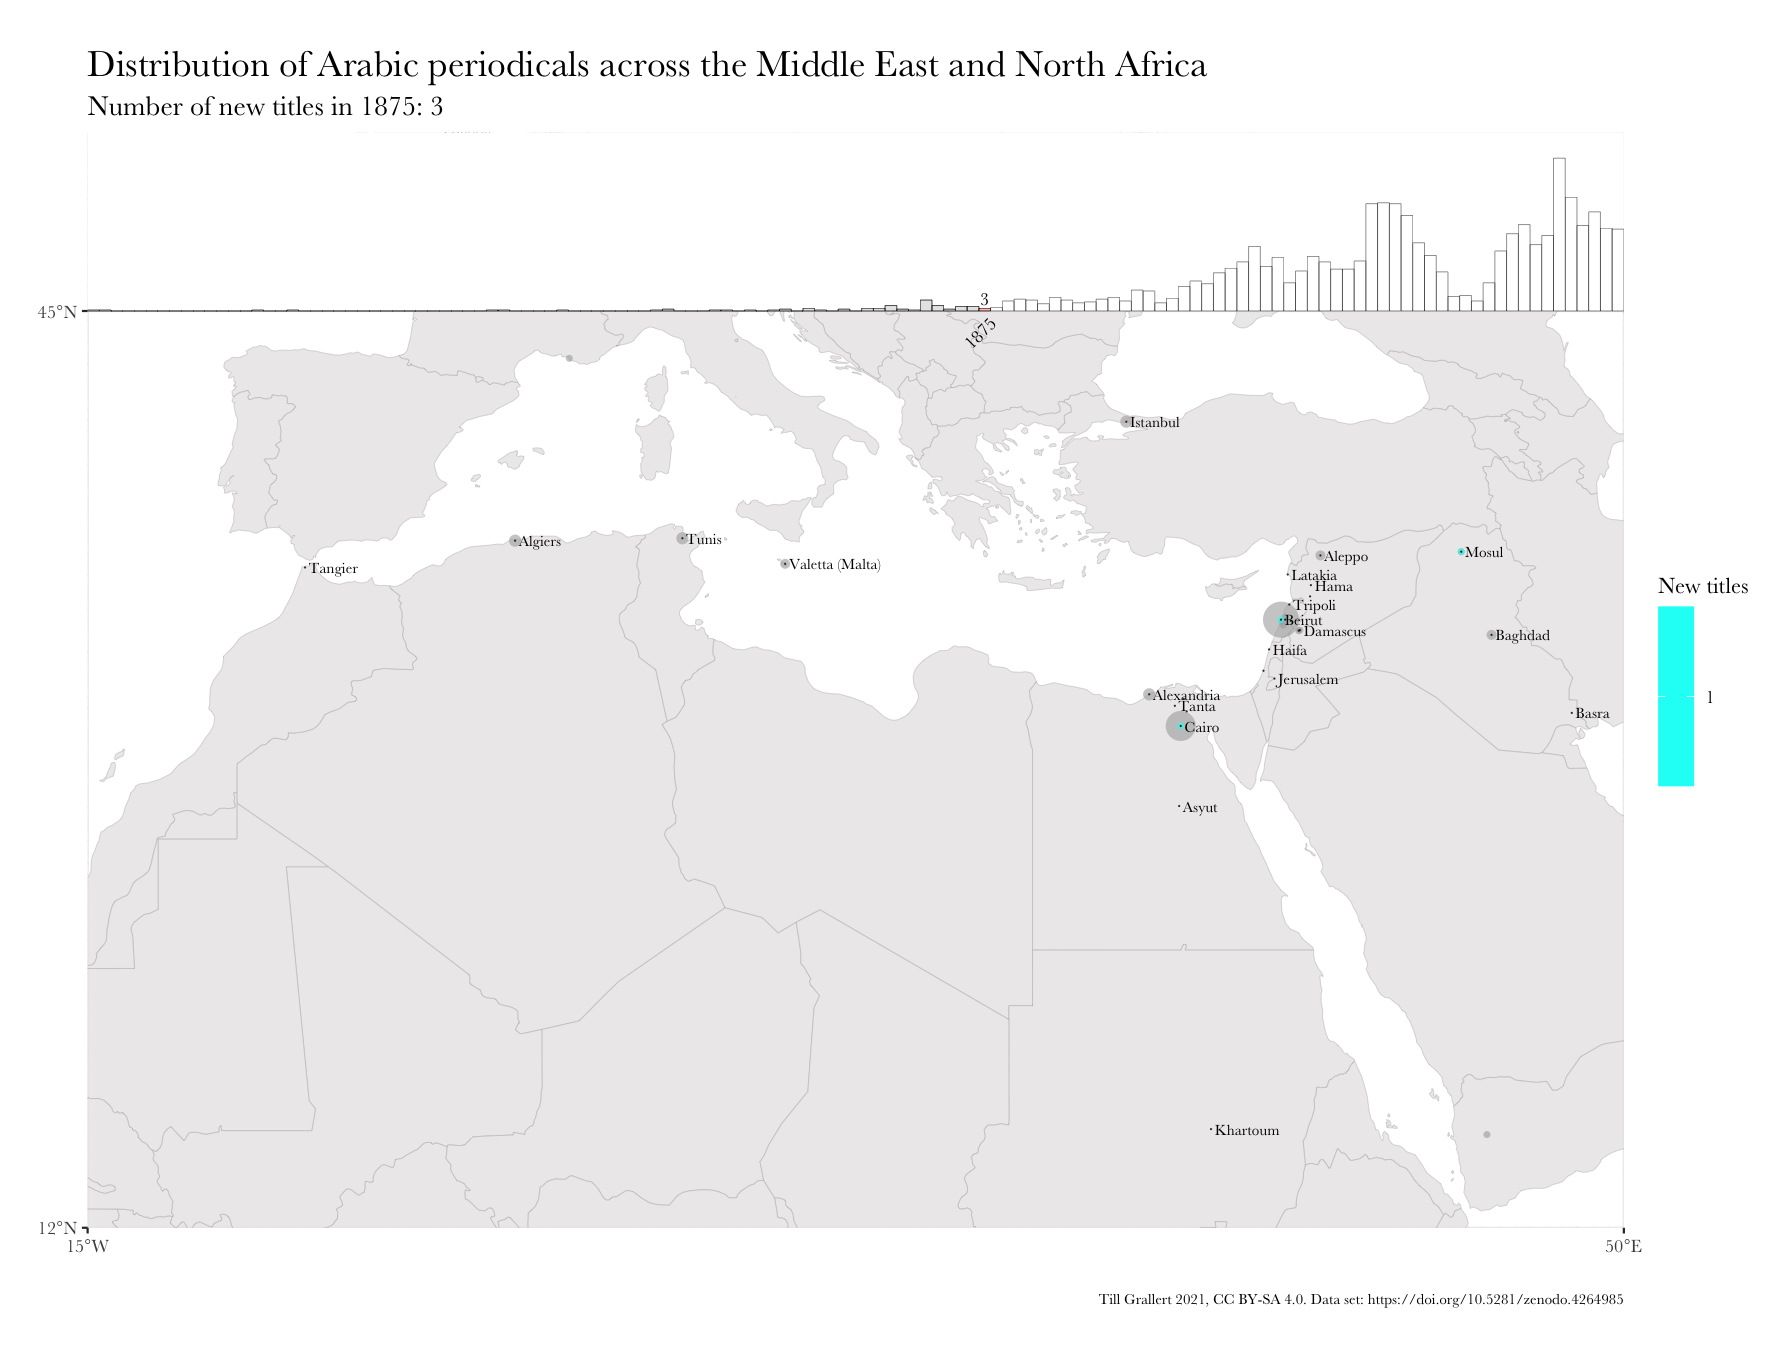 Distribution of Arabic periodicals across the Middle East and North Africa
Number of new titles in 1875: 3
3
45°N
1875
Istanbul
Algiers
Tunis
Mosul
Aleppo
Valetta (Malta)
Tangier
Latakia
Hama
New titles
Tripoli
Beirut
Damascus
Baghdad
Haifa
Jerusalem
Alexandria
1
Tanta
Basra
Cairo
Asyut
Khartoum
12°N
15°W
50°E
Till Grallert 2021, CC BY-SA 4.0. Data set: https://doi.org/10.5281/zenodo.4264985